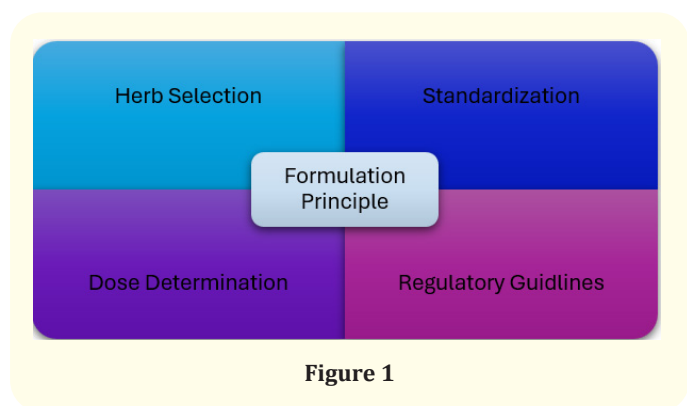 Herb Selection
Standardization
Formulation
Principle
Dose Determination
Regulatory Guidlines
Figure 1